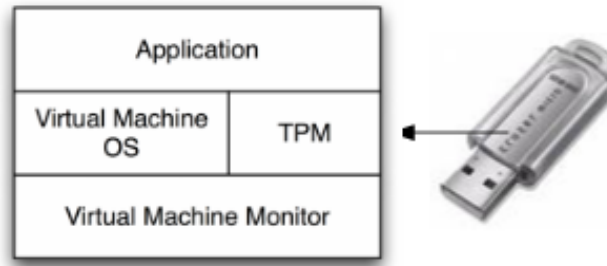 Application
Virtual Machine
OS
TPM
Virtual Machine Monitor